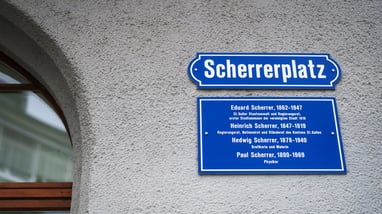 Scherrerplatz
Eduard Scherrer, 1862-1947
St.Galler Staatsanwalt und Regierungsrat,
erster Stadtammann der vereinigten Stadt 1918
Heinrich Scherrer, 1847-1919
Regierungsrat, Nationalrat und Ständerat des Kantons St.Gallen
Hedwig Scherrer, 1878-1940
Grafikerin und Malerin
Paul Scherrer, 1890-1969
Physiker